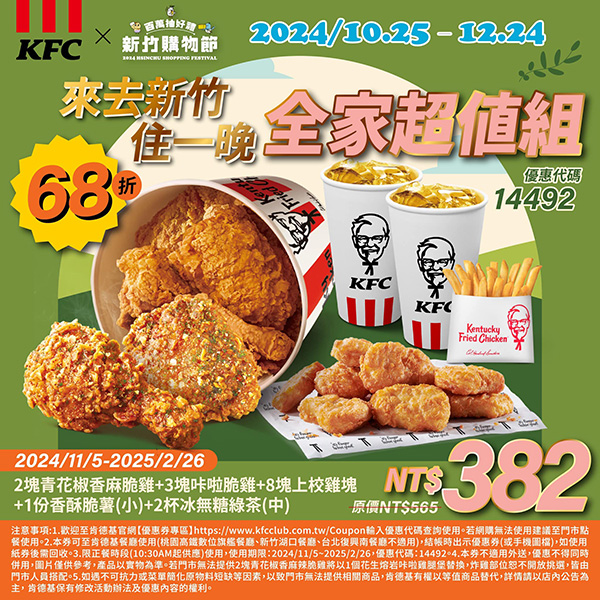 KFC × 百萬柚好禮
新竹購物節
2024 HSINCHU SHOPPING FESTIVAL
2024/10.25 – 12.24
來去新竹
住一晚
全家超值組
68折
優惠代碼
14492
KFC
KFC
Kentucky
Fried Chicken
2024/11/5-2025/2/26
2塊青花椒香麻脆雞+3塊咔啦脆雞+8塊上校雞塊
+1份香酥脆薯(小)+2杯冰無糖綠茶(中)
NT$382
原價NT$565
注意事項:1.歡迎至肯德基官網【優惠券專區】https://www.kfcclub.com.tw/Coupon輸入優惠代碼查詢使用。若網購無法使用建議至門市點
餐使用。2.本券可至肯德基餐廳使用(桃園高鐵數位旗艦餐廳、新竹湖口餐廳、台北復興南餐廳不適用),結帳時出示優惠券(或手機圖檔),如使用
紙券後需回收。3.限正餐時段(10:30AM起供應)使用,使用期限:2024/11/5~2025/2/26,優惠代碼:14492。4.本券不適用外送,優惠不得同時
併用,圖片僅供參考,產品以實物為準。若門市無法提供2塊青花椒香麻辣脆雞將以1個花生熔岩咔啦雞腿堡替換,炸雞部位恕不開放挑選,皆由
門市人員搭配。5.如遇不可抗力或菜單簡化原物料短缺等因素,以致門市無法提供相關商品,肯德基有權以等值商品替代,詳情請以店內公告為
主,肯德基保有修改活動辦法及優惠內容的權利。